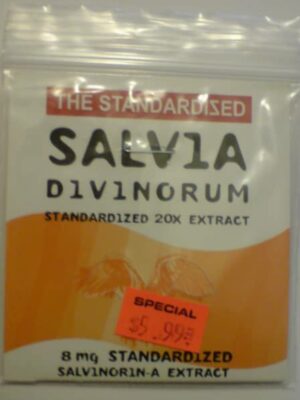 THE STANDARDIZED
SALV1A
D1V1NORUM
STANDARD1ZED 20X EXTRACT
SPECIAL
$5.99
8 mg STANDARD1ZED
SALV1NOR1N-A EXTRACT